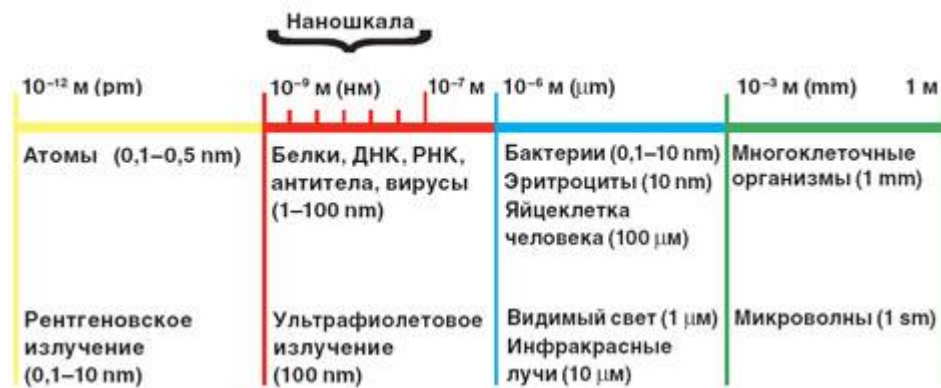 Наношкала
10⁻¹² м (pm)
10⁻⁹ м (нм)
10⁻⁷ м
10⁻⁶ м (μm)
10⁻³ м (mm)
1 м
Атомы (0,1–0,5 nm)
Белки, ДНК, РНК,
антитела, вирусы
(1–100 nm)
Бактерии (0,1–10 nm)
Эритроциты (10 nm)
Яйцеклетка
человека (100 μм)
Многоклеточные
организмы (1 mm)
Рентгеновское
излучение
(0,1–10 nm)
Ультрафиолетовое
излучение
(100 nm)
Видимый свет (1 μм)
Инфракрасные
лучи (10 μм)
Микроволны (1 sm)